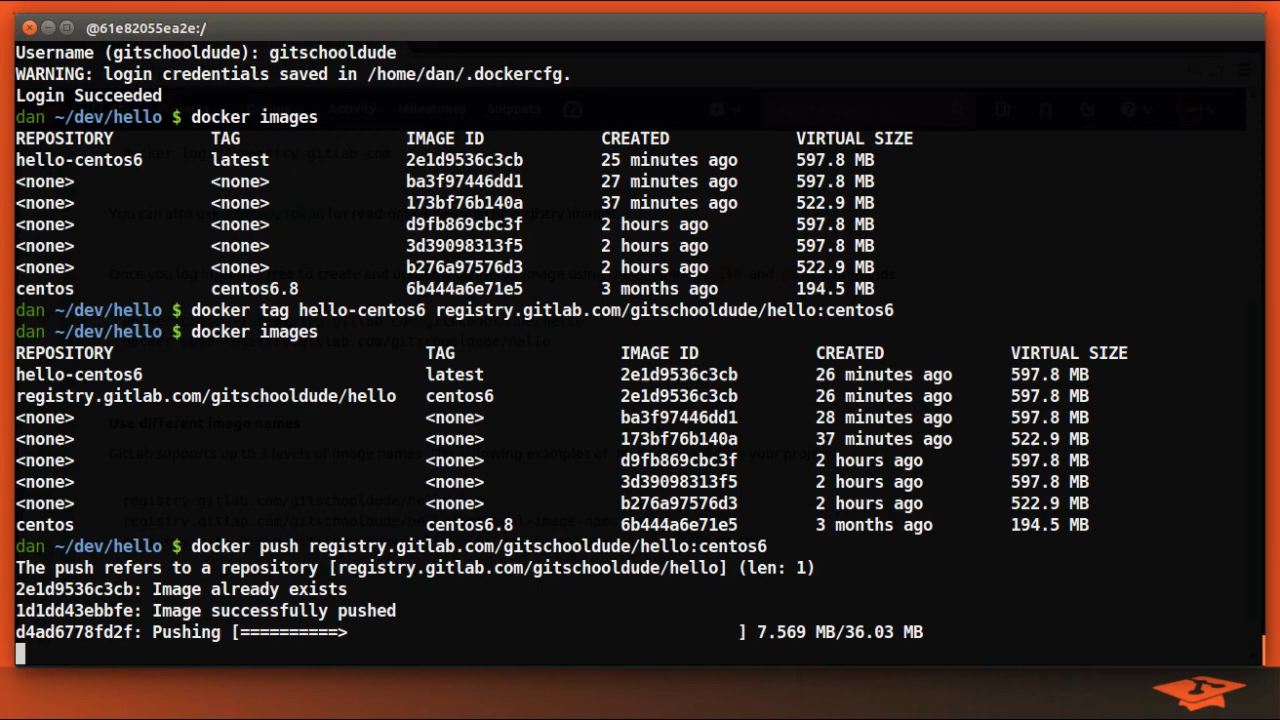 @61e82055ea2e:/
Username (gitschooldude): gitschooldude
WARNING: login credentials saved in /home/dan/.dockercfg.
Login Succeeded
dan ~/dev/hello $ docker images
REPOSITORY TAG IMAGE ID CREATED VIRTUAL SIZE
hello-centos6 latest 2e1d9536c3cb 25 minutes ago 597.8 MB
<none> <none> ba3f97446dd1 27 minutes ago 597.8 MB
<none> <none> 173bf76b140a 37 minutes ago 522.9 MB
<none> <none> d9fb869cbc3f 2 hours ago 597.8 MB
<none> <none> 3d39098313f5 2 hours ago 597.8 MB
<none> <none> b276a97576d3 2 hours ago 522.9 MB
centos centos6.8 6b444a6e71e5 3 months ago 194.5 MB
dan ~/dev/hello $ docker tag hello-centos6 registry.gitlab.com/gitschooldude/hello:centos6
dan ~/dev/hello $ docker images
REPOSITORY TAG IMAGE ID CREATED VIRTUAL SIZE
hello-centos6 latest 2e1d9536c3cb 26 minutes ago 597.8 MB
registry.gitlab.com/gitschooldude/hello centos6 2e1d9536c3cb 26 minutes ago 597.8 MB
<none> <none> ba3f97446dd1 28 minutes ago 597.8 MB
<none> <none> 173bf76b140a 37 minutes ago 522.9 MB
<none> <none> d9fb869cbc3f 2 hours ago 597.8 MB
<none> <none> 3d39098313f5 2 hours ago 597.8 MB
<none> <none> b276a97576d3 2 hours ago 522.9 MB
centos centos6.8 6b444a6e71e5 3 months ago 194.5 MB
dan ~/dev/hello $ docker push registry.gitlab.com/gitschooldude/hello:centos6
The push refers to a repository [registry.gitlab.com/gitschooldude/hello] (len: 1)
2e1d9536c3cb: Image already exists
1d1dd43ebbfe: Image successfully pushed
d4ad6778fd2f: Pushing [==========> ] 7.569 MB/36.03 MB